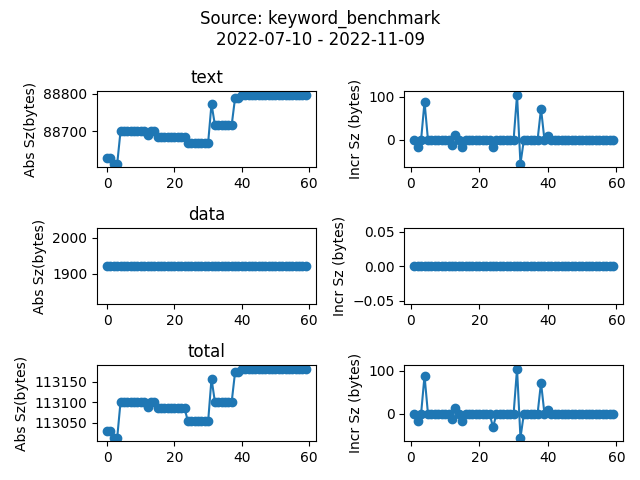 Source: keyword_benchmark
2022-07-10 - 2022-11-09
text
Abs Sz(bytes)
88800
88700
0 20 40 60
Incr Sz (bytes)
100
0
0 20 40 60
data
Abs Sz(bytes)
2000
1900
0 20 40 60
Incr Sz (bytes)
0.05
0.00
−0.05
0 20 40 60
total
Abs Sz(bytes)
113150
113100
113050
0 20 40 60
Incr Sz (bytes)
100
0
0 20 40 60